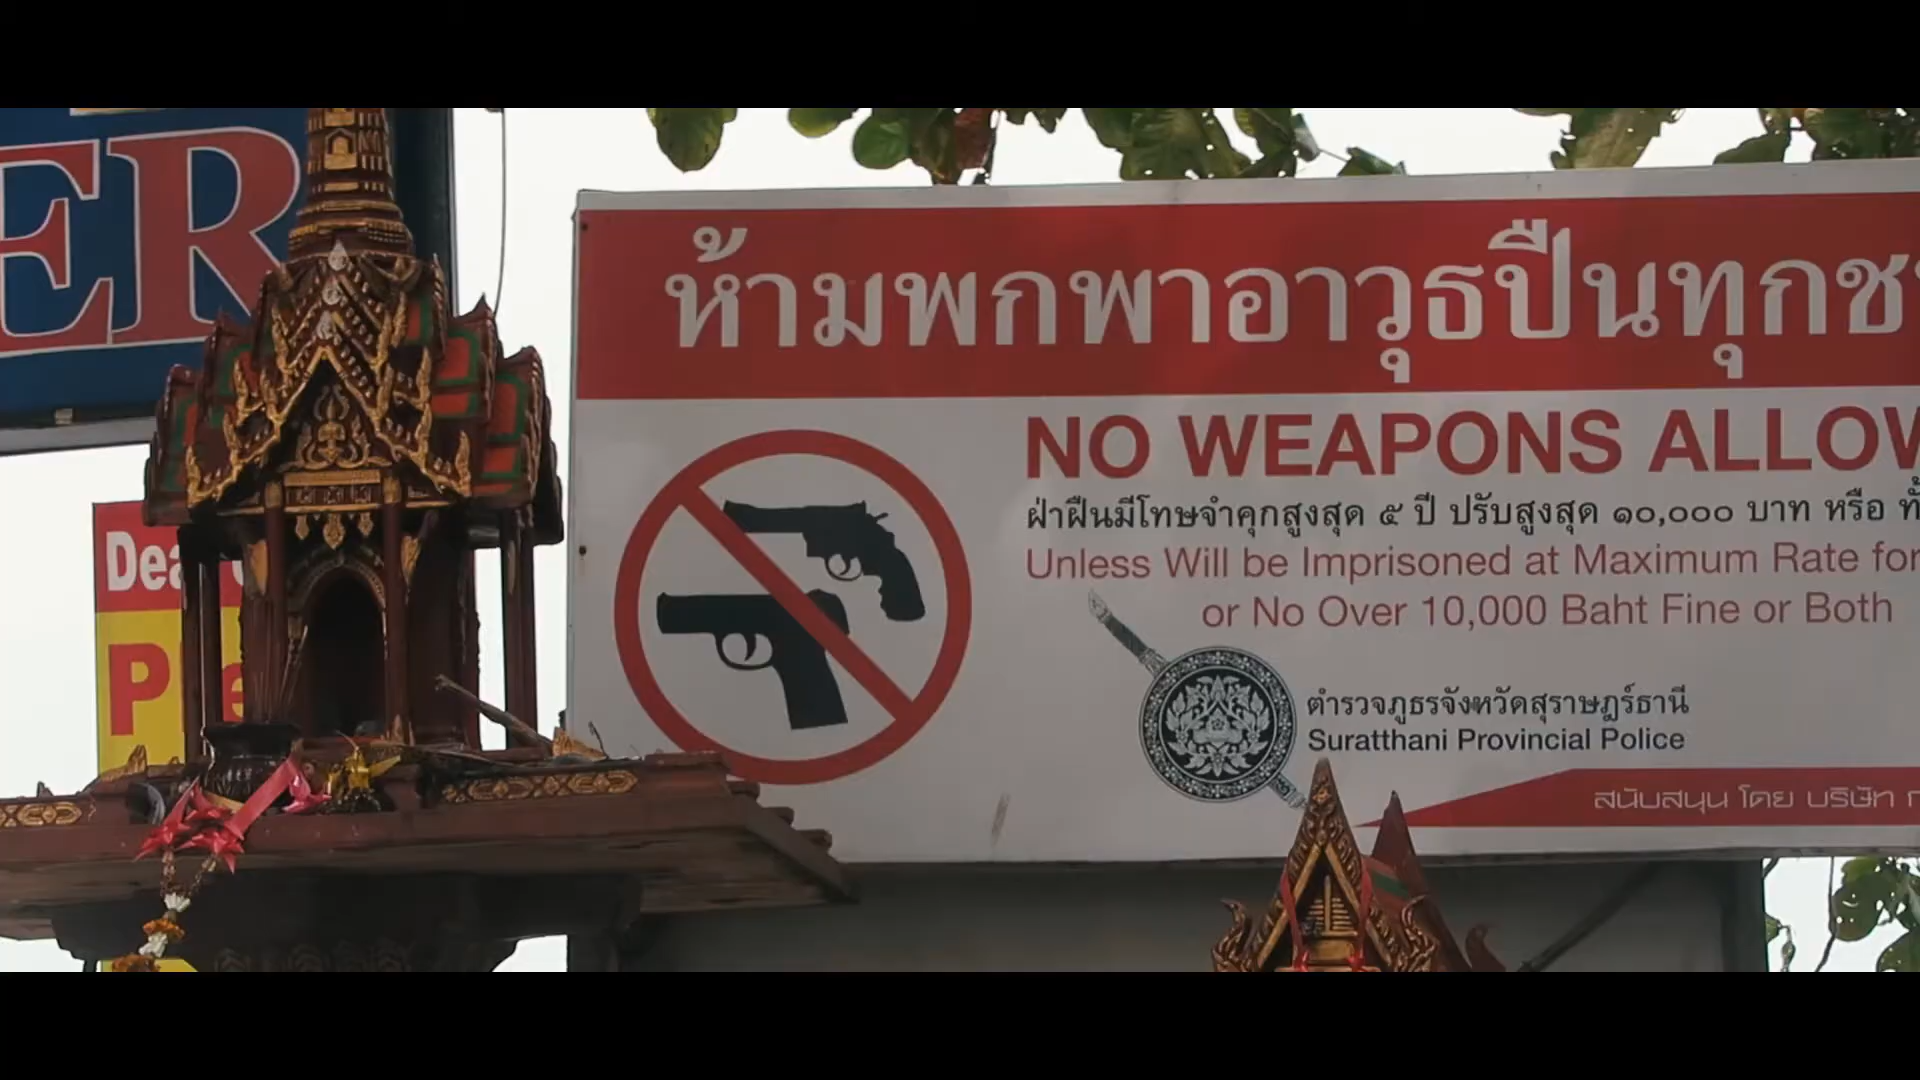 ER
ห้ามพกพาอาวุธปืนทุก
NO WEAPONS
ฝ่าฝืนมีโทษจำคุกสูงสุด ๕ ปี ปรับสูงสุด ๑๐,๐๐๐ บาท หรือ
Unless Will be Imprisoned at Maximum Rate for
or No Over 10,000 Baht Fine or Both
ตำรวจภูธรจังหวัดสุราษฎร์ธานี
Suratthani Provincial Police
สนับสนุน โดย บริษัท